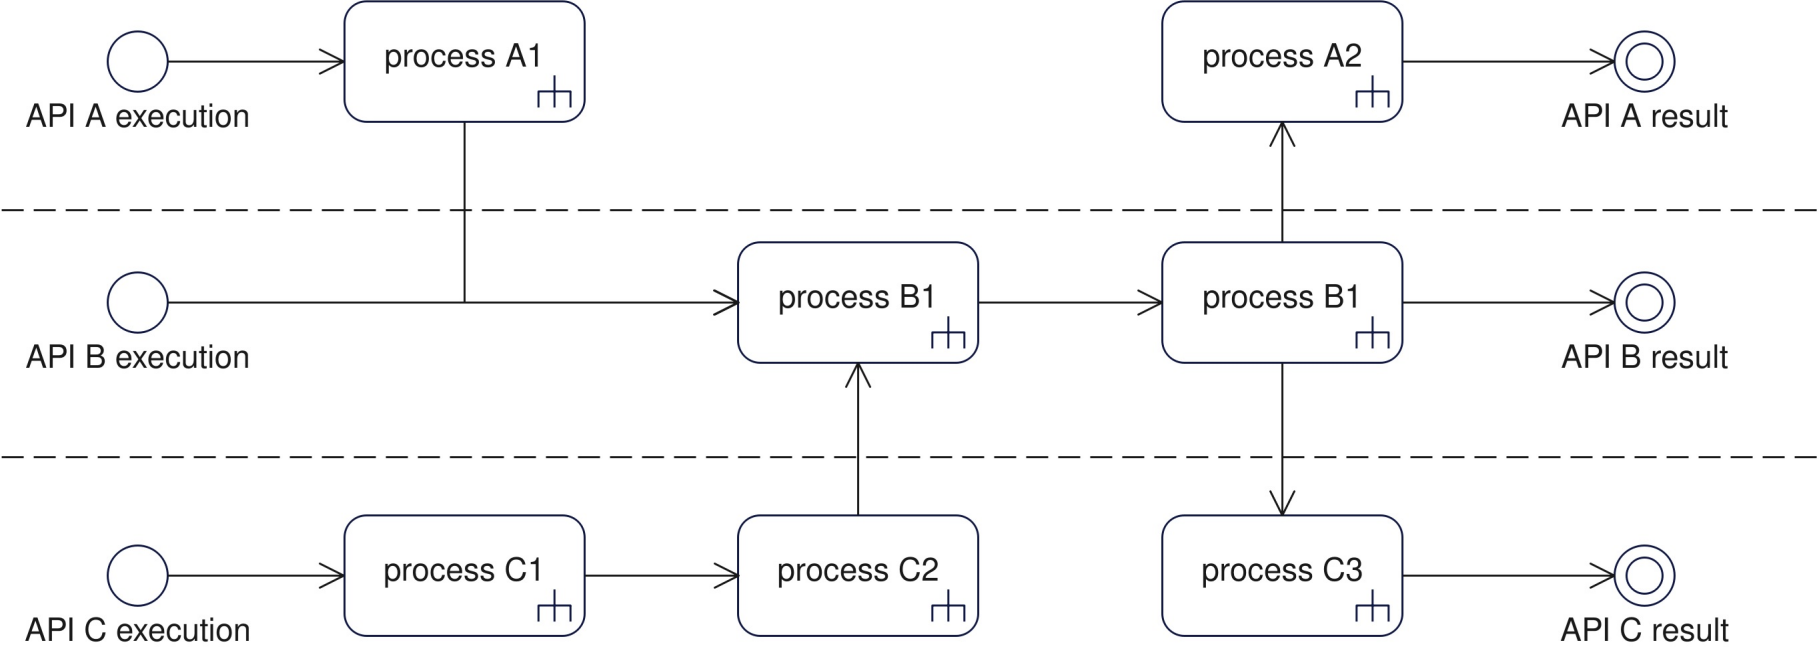 process A1
process A2
API A execution
API A result
process B1
process B1
API B execution
API B result
process C1
process C2
process C3
API C execution
API C result